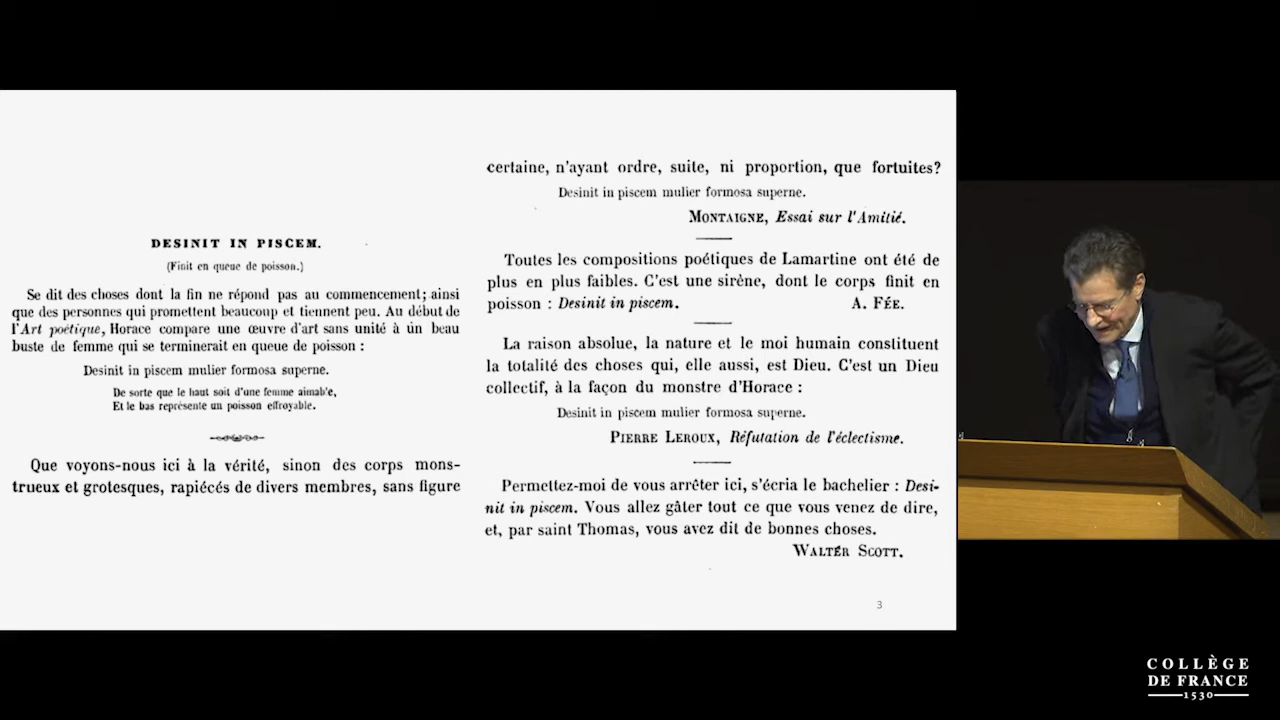 DESINIT IN PISCEM.
(Finit en queue de poisson.)
Se dit des choses dont la fin ne répond pas au commencement; ainsi
que des personnes qui promettent beaucoup et tiennent peu. Au début de
l'Art poétique, Horace compare une œuvre d'art sans unité à un beau
buste de femme qui se terminerait en queue de poisson :
Desinit in piscem mulier formosa superne.
De sorte que le haut soit d'une femme aimab'e,
Et le bas représente un poisson effroyable.
Que voyons-nous ici à la vérité, sinon des corps mons-
trueux et grotesques, rapiécés de divers membres, sans figure
certaine, n'ayant ordre, suite, ni proportion, que fortuites?
Desinit in piscem mulier formosa superne.
MONTAIGNE, Essai sur l'Amitié.
Toutes les compositions poétiques de Lamartine ont été de
plus en plus faibles. C'est une sirène, dont le corps finit en
poisson : Desinit in piscem. A. FÉE.
La raison absolue, la nature et le moi humain constituent
la totalité des choses qui, elle aussi, est Dieu. C'est un Dieu
collectif, à la façon du monstre d'Horace :
Desinit in piscem mulier formosa superne.
PIERRE LEROUX, Réfutation de l'éclectisme.
Permettez-moi de vous arrêter ici, s'écria le bachelier : Desi-
nit in piscem. Vous allez gâter tout ce que vous venez de dire,
et, par saint Thomas, vous avez dit de bonnes choses.
WALTER SCOTT.
3
COLLÈGE
DE FRANCE
1530